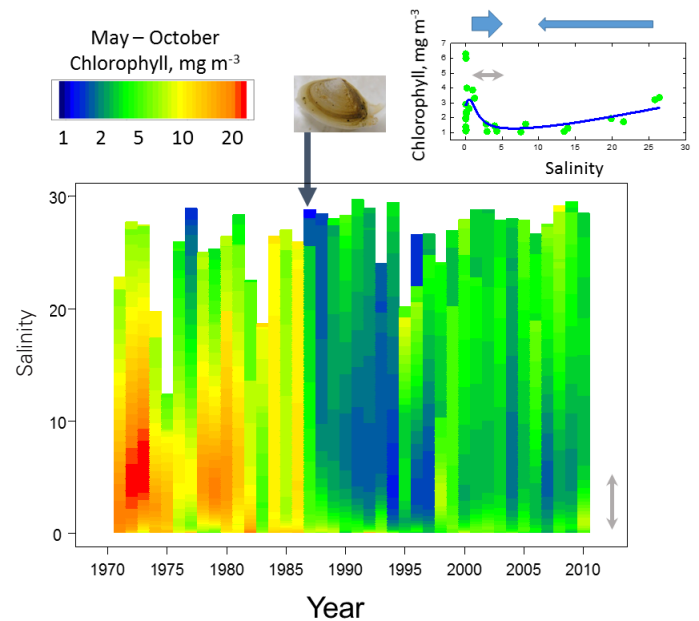 May – October
Chlorophyll, mg m-3
1 2 5 10 20
Chlorophyll, mg m-3
7
6
5
4
3
2
1
0 5 10 15 20 25 30
Salinity
30
20
10
0
Salinity
1970 1975 1980 1985 1990 1995 2000 2005 2010
Year